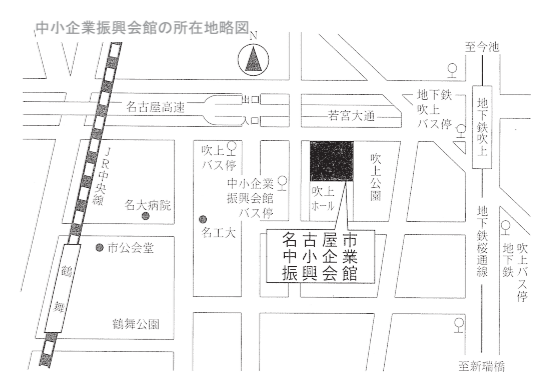 中小企業振興会館の所在地略図
N
至今池
名古屋高速
出口
入口
若宮大通
地下鉄
吹上
バス停
地下鉄吹上
吹上
バス停
JR中央線
中小企業
振興会館
バス停
吹上
ホール
吹上公園
名大病院
名工大
市公会堂
名古屋市
中小企業
振興会館
地下鉄桜通線
地下鉄
吹上バス停
鶴舞
鶴舞公園
至新瑞橋